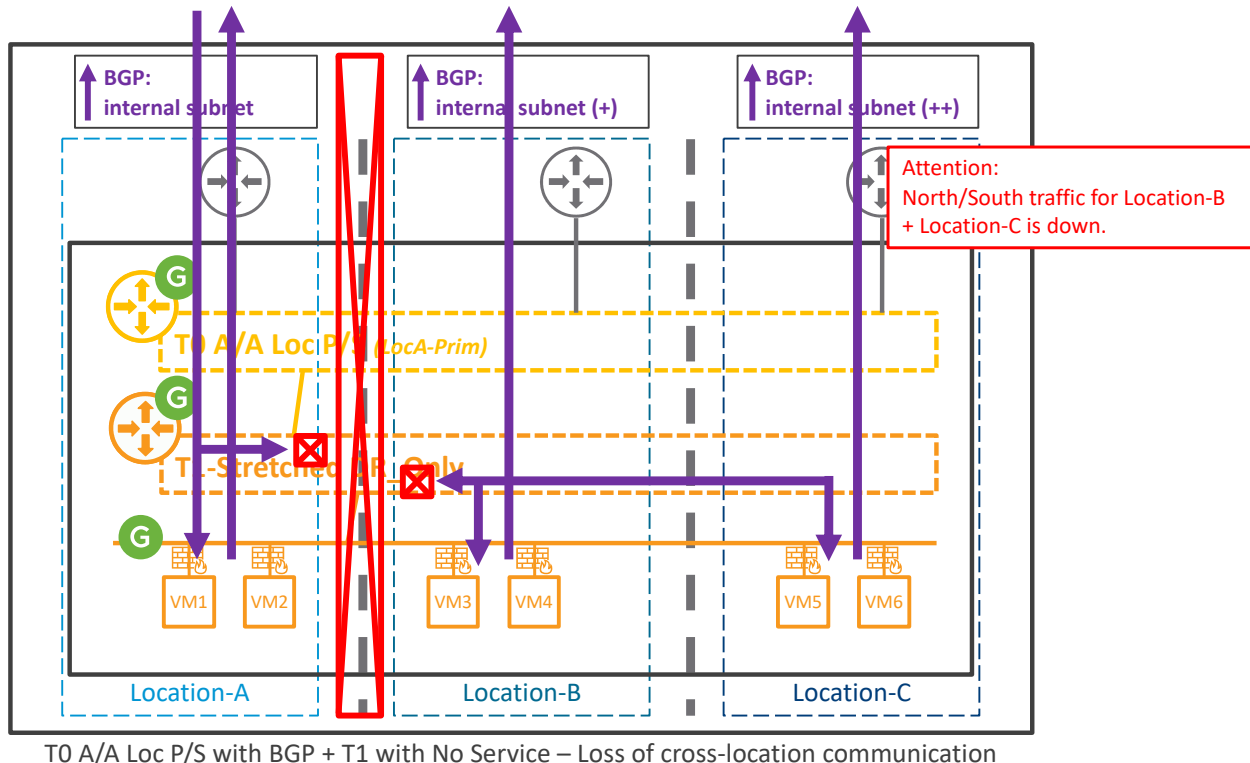 BGP:
internal subnet
BGP:
internal subnet (+)
BGP:
internal subnet (++)
Attention:
North/South traffic for Location-B
+ Location-C is down.
G
T0 A/A Loc P/S (LocA-Prim)
G
T1-Stretched DR_Only
G
VM1
VM2
VM3
VM4
VM5
VM6
Location-A
Location-B
Location-C
T0 A/A Loc P/S with BGP + T1 with No Service – Loss of cross-location communication